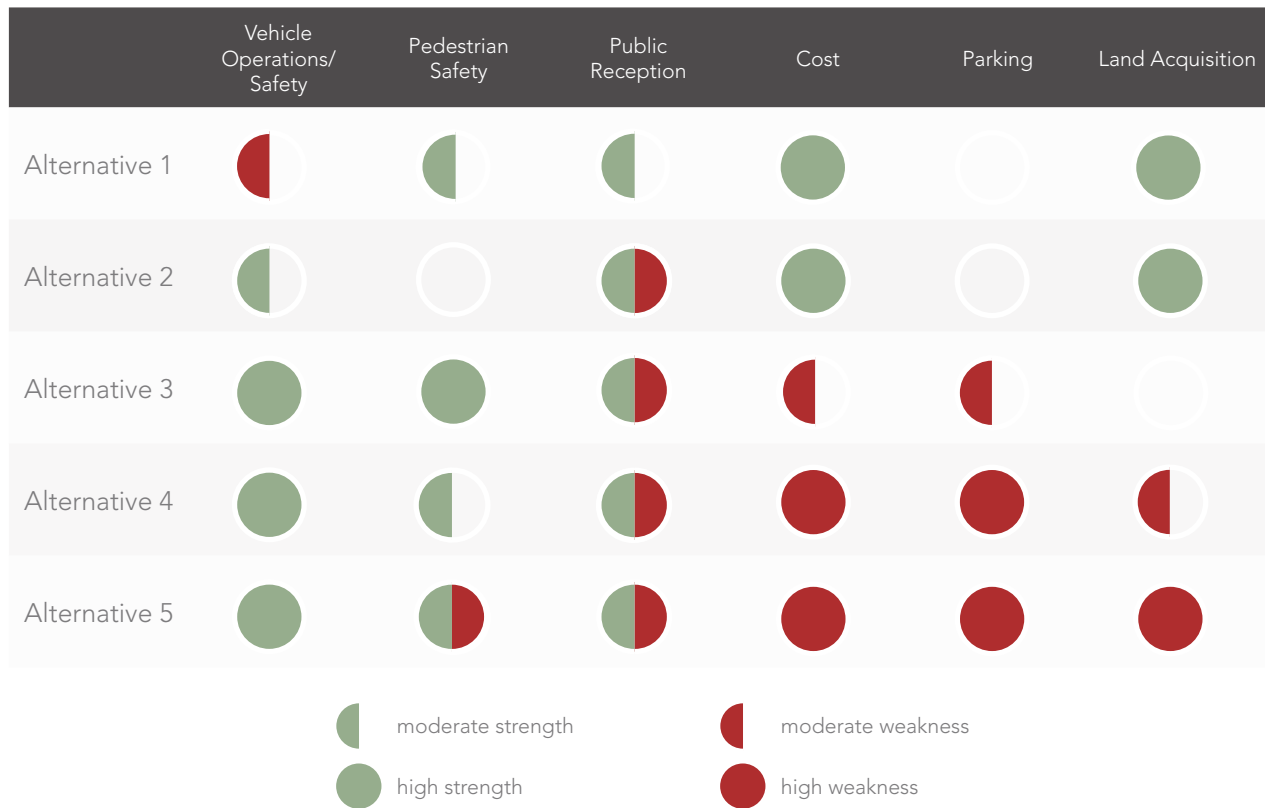 Vehicle
Operations/
Safety
Pedestrian
Safety
Public
Reception
Cost
Parking
Land Acquisition
Alternative 1
Alternative 2
Alternative 3
Alternative 4
Alternative 5
moderate strength
moderate weakness
high strength
high weakness